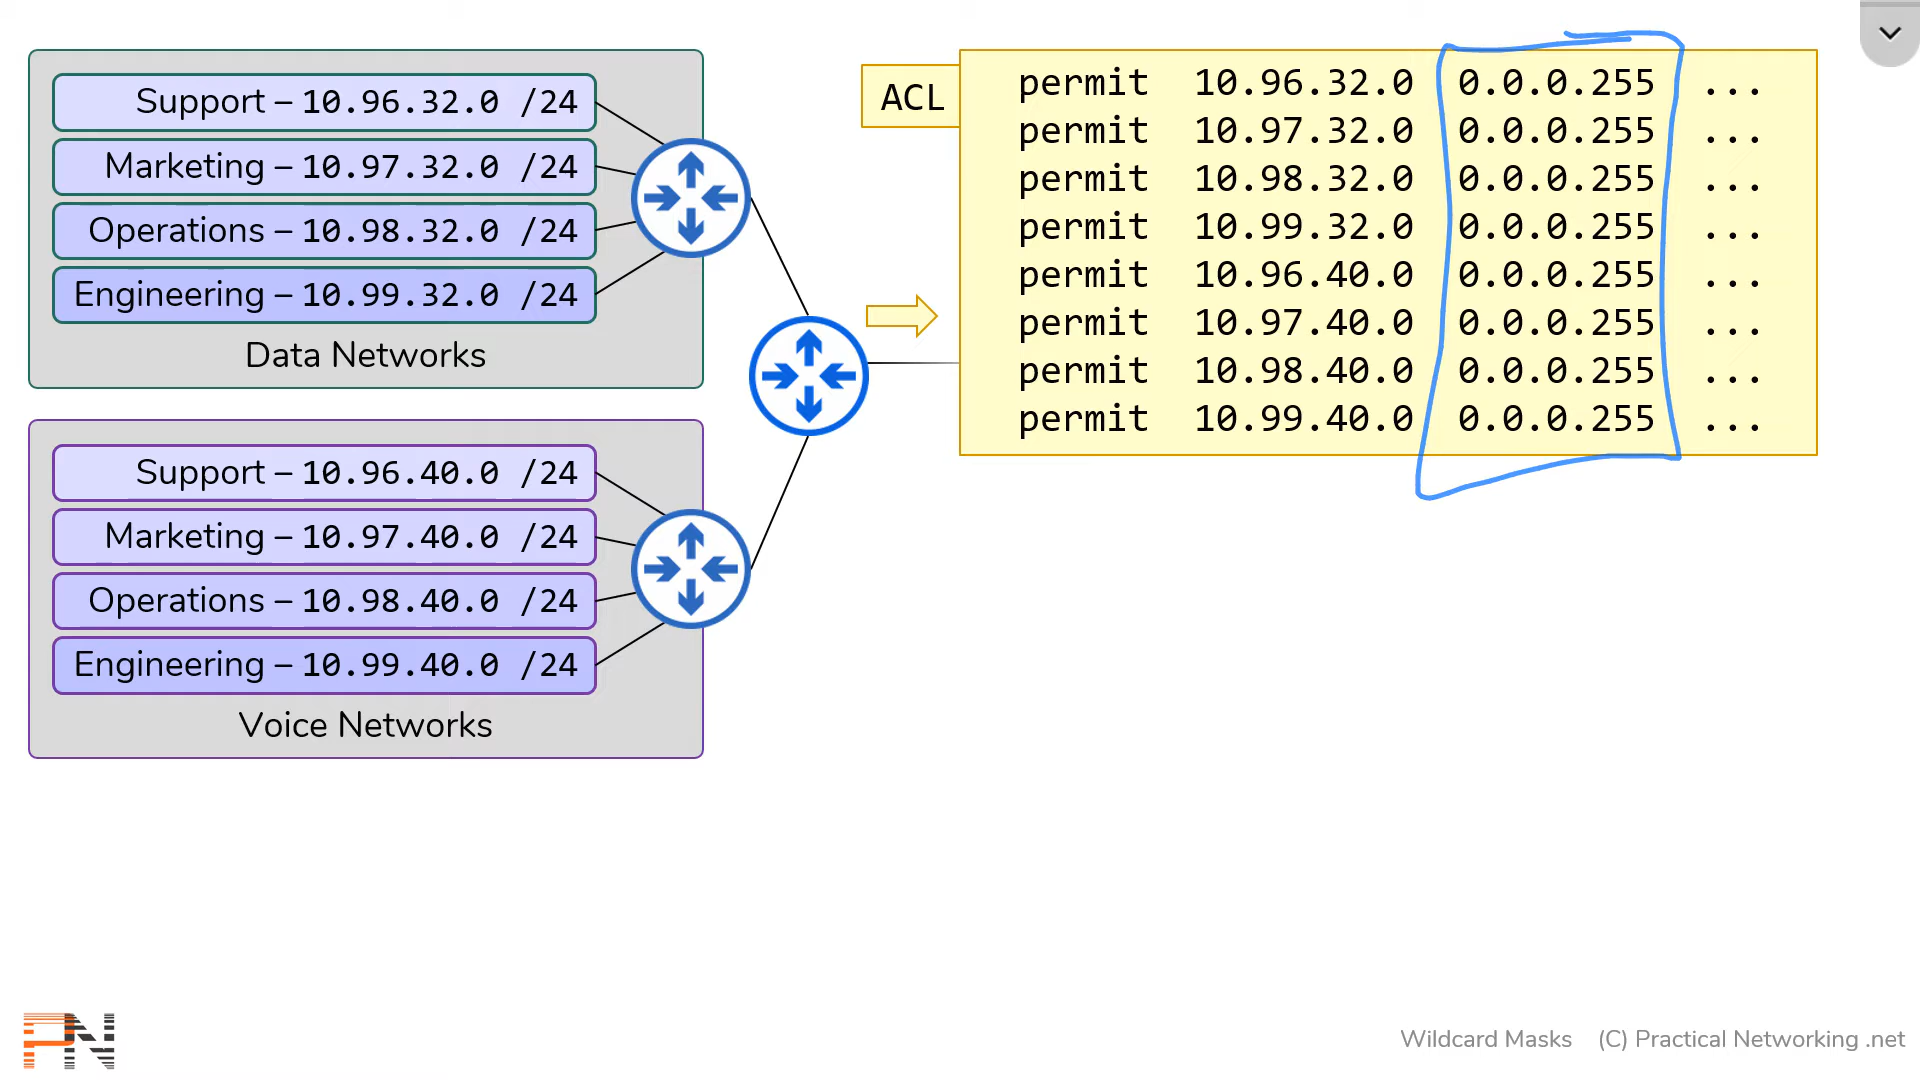 Support – 10.96.32.0 /24
Marketing – 10.97.32.0 /24
Operations – 10.98.32.0 /24
Engineering – 10.99.32.0 /24
Data Networks
Support – 10.96.40.0 /24
Marketing – 10.97.40.0 /24
Operations – 10.98.40.0 /24
Engineering – 10.99.40.0 /24
Voice Networks
ACL
permit 10.96.32.0 0.0.0.255 ...
permit 10.97.32.0 0.0.0.255 ...
permit 10.98.32.0 0.0.0.255 ...
permit 10.99.32.0 0.0.0.255 ...
permit 10.96.40.0 0.0.0.255 ...
permit 10.97.40.0 0.0.0.255 ...
permit 10.98.40.0 0.0.0.255 ...
permit 10.99.40.0 0.0.0.255 ...
PN
Wildcard Masks (C) Practical Networking .net